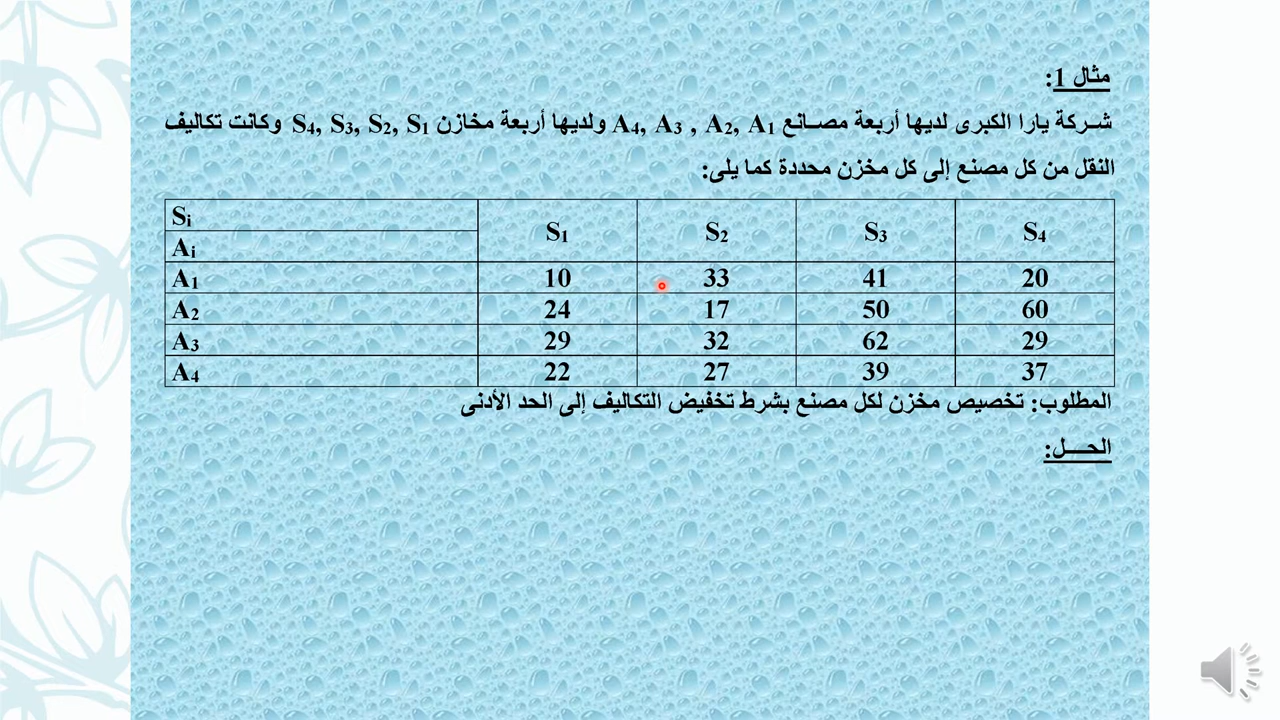 مثال 1:
شـركة يارا الكبرى لديها أربعة مصـانع A4, A3 , A2, A1 ولديها أربعة مخازن S4, S3, S2, S1 وكانت تكاليف
النقل من كل مصنع إلى كل مخزن محددة كما يلى:
Si S1 S2 S3 S4
Ai
A1 10 33 41 20
A2 24 17 50 60
A3 29 32 62 29
A4 22 27 39 37
المطلوب: تخصيص مخزن لكل مصنع بشرط تخفيض التكاليف إلى الحد الأدنى
الحـــل: